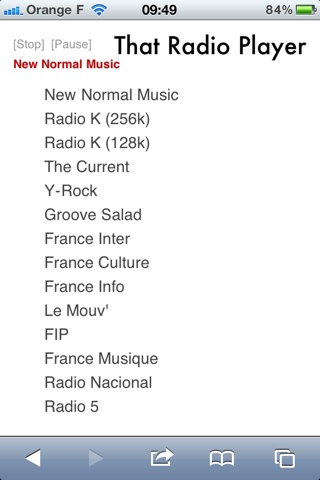 Orange F 09:49 84%
[Stop] [Pause] That Radio Player
New Normal Music
New Normal Music
Radio K (256k)
Radio K (128k)
The Current
Y-Rock
Groove Salad
France Inter
France Culture
France Info
Le Mouv'
FIP
France Musique
Radio Nacional
Radio 5